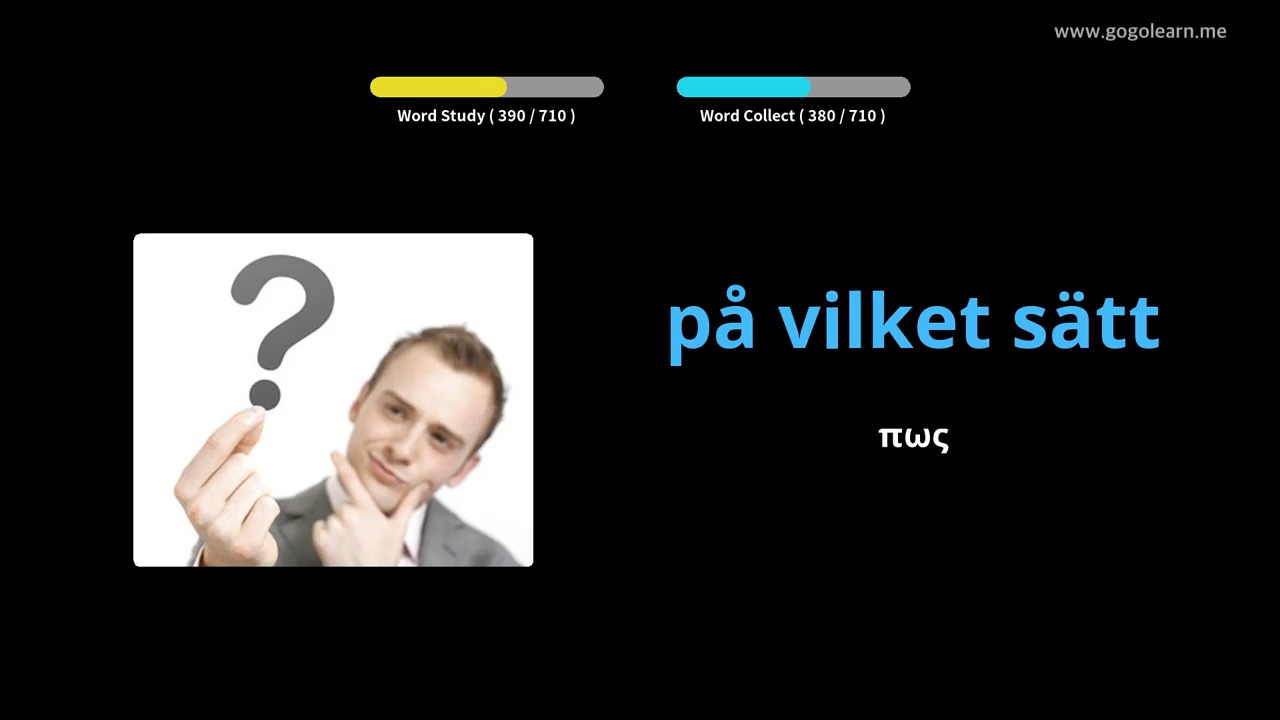 www.gogolearn.me
Word Study ( 390 / 710 )
Word Collect ( 380 / 710 )
på vilket sätt
πως